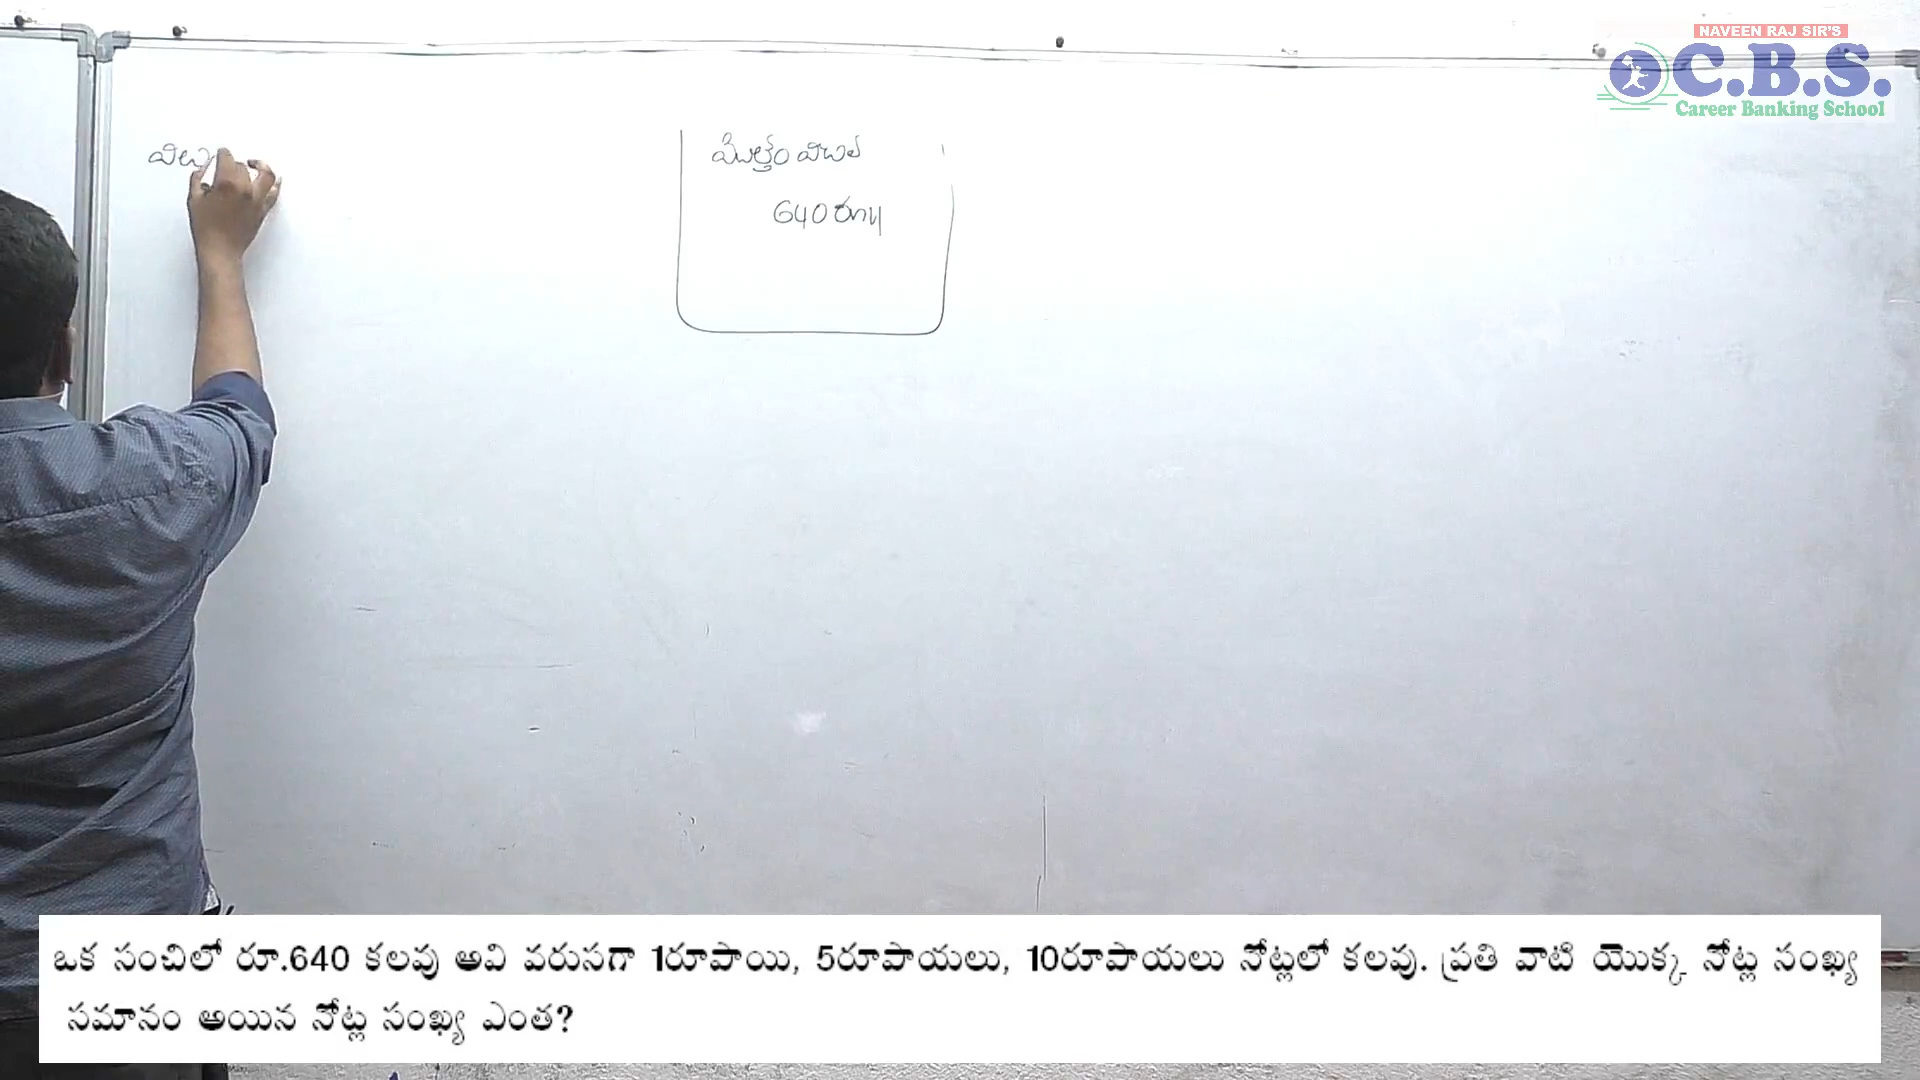 NAVEEN RAJ SIR'S
C.B.S.
Career Banking School
మొత్తం విలువ
640 రూ॥
విలు
ఒక సంచిలో రూ.640 కలవు అవి వరుసగా 1రూపాయి, 5రూపాయలు, 10రూపాయలు నోట్లలో కలవు. ప్రతి వాటి యొక్క నోట్ల సంఖ్య
సమానం అయిన నోట్ల సంఖ్య ఎంత?